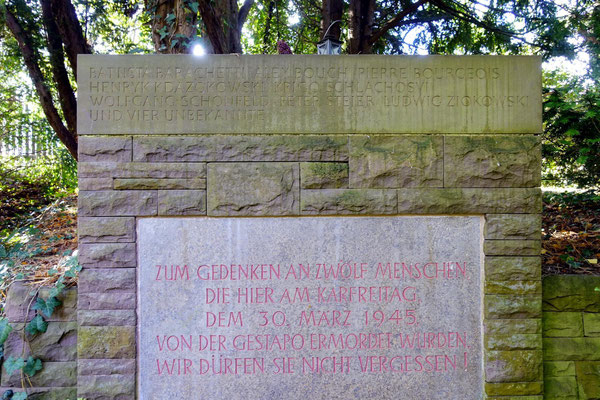 PIERRE BOURGEOIS
HENRYK
WOLFGANG SCHÖNFELD PETER STEIER LUDWIG ZIOKOWSKI
UND VIER UNBEKANNTE
ZUM GEDENKEN AN ZWÖLF MENSCHEN,
DIE HIER AM KARFREITAG,
DEM 30. MÄRZ 1945,
VON DER GESTAPO ERMORDET WURDEN.
WIR DÜRFEN SIE NICHT VERGESSEN!